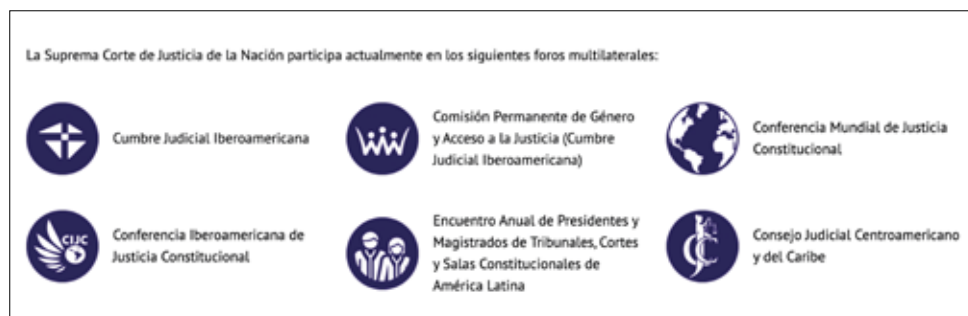 La Suprema Corte de Justicia de la Nación participa actualmente en los siguientes foros multilaterales:
Cumbre Judicial Iberoamericana
Comisión Permanente de Género
y Acceso a la Justicia (Cumbre
Judicial Iberoamericana)
Conferencia Mundial de Justicia
Constitucional
CIJC
Conferencia Iberoamericana de
Justicia Constitucional
Encuentro Anual de Presidentes y
Magistrados de Tribunales, Cortes
y Salas Constitucionales de
América Latina
Consejo Judicial Centroamericano
y del Caribe